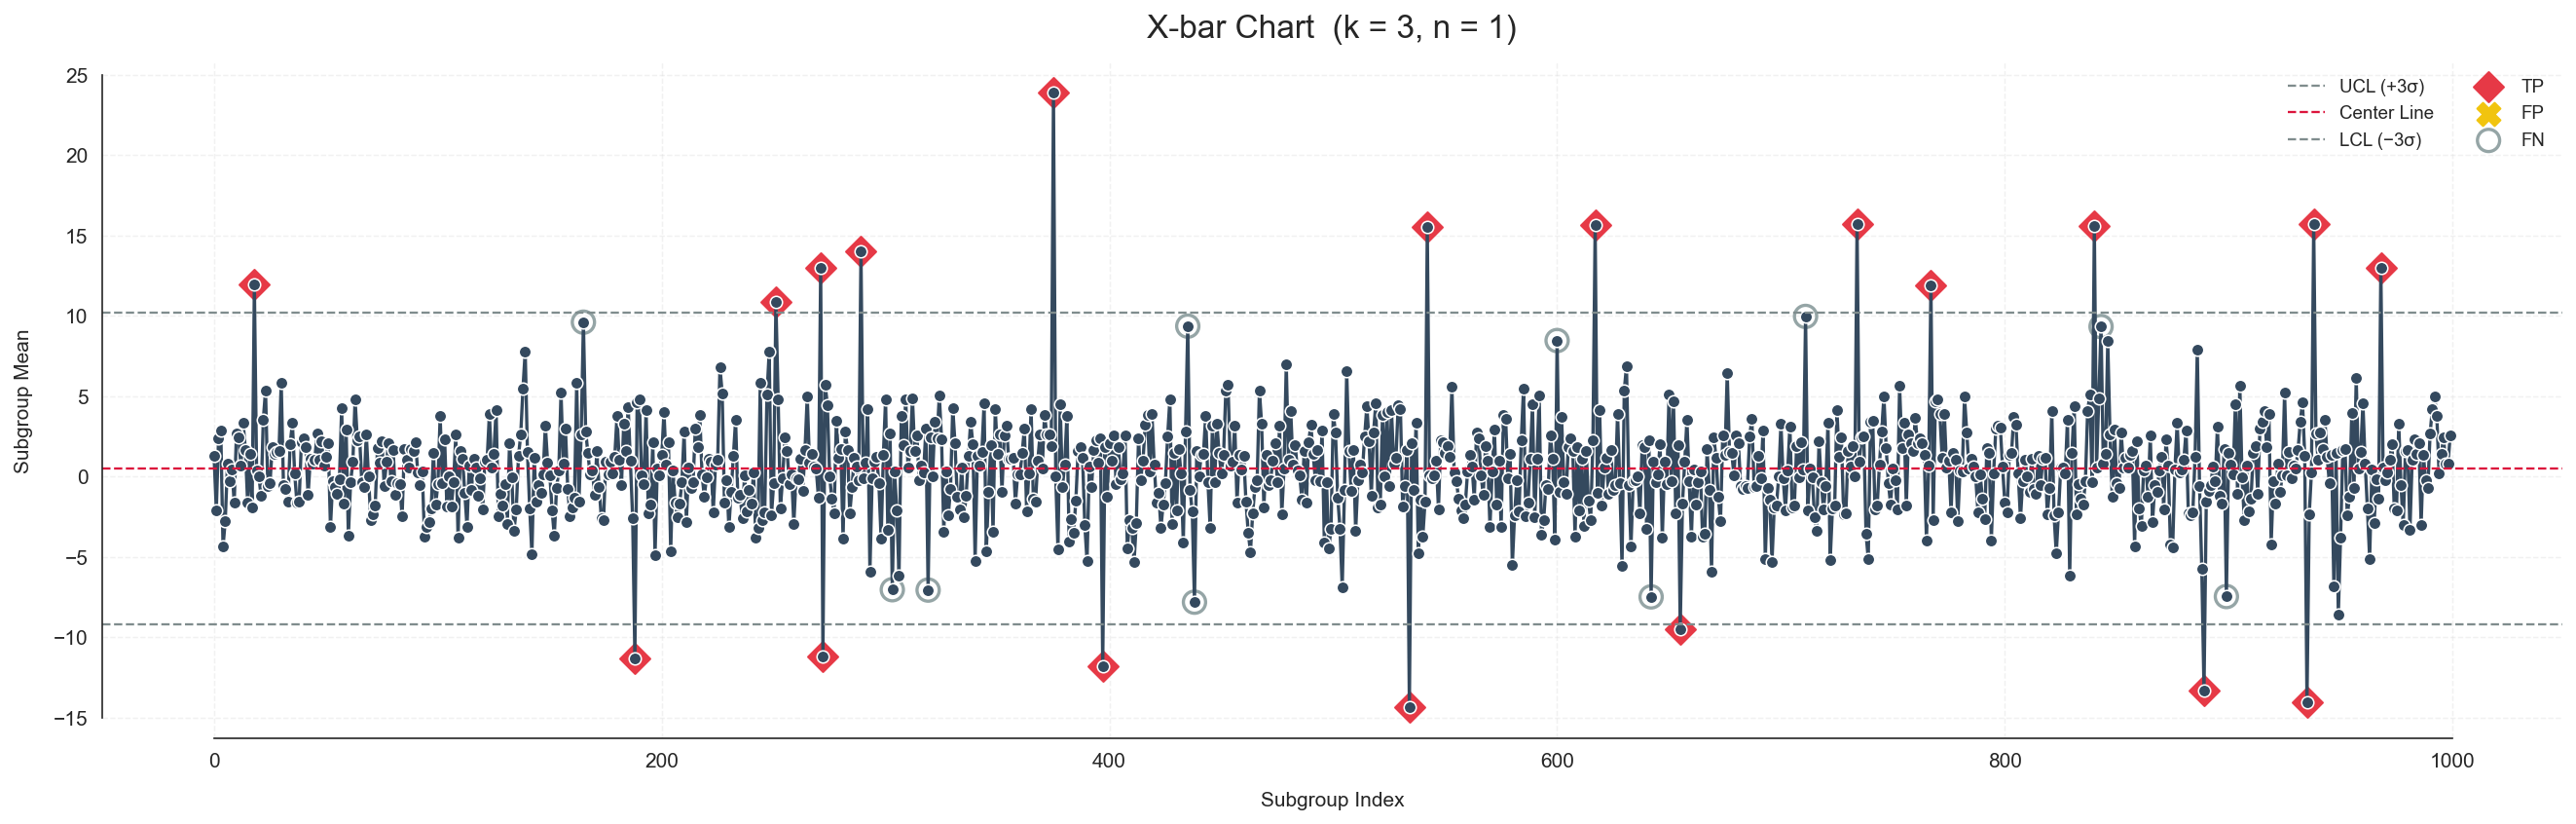 X-bar Chart (k = 3, n = 1)
UCL (+3σ)
Center Line
LCL (−3σ)
TP
FP
FN
Subgroup Mean
25
20
15
10
5
0
−5
−10
−15
0
200
400
600
800
1000
Subgroup Index